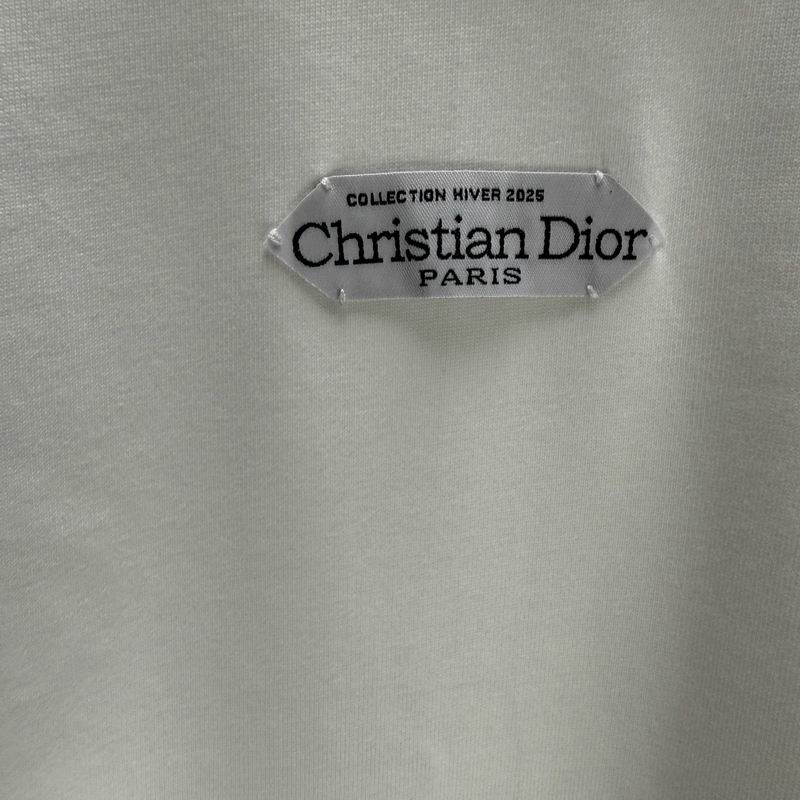 COLLECTION HIVER 2025
Christian Dior
PARIS